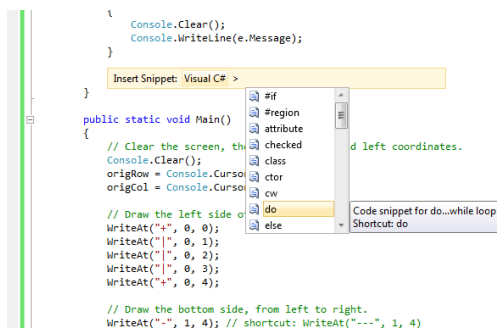 {
Console.Clear();
Console.WriteLine(e.Message);
}
Insert Snippet: Visual C# >
}
#if
#region
attribute
checked
class
ctor
cw
do
else
Code snippet for do...while loop
Shortcut: do
public static void Main()
{
// Clear the screen, the
d left coordinates.
Console.Clear();
origRow = Console.Curso
origCol = Console.Curso
// Draw the left side o
WriteAt("+", 0, 0);
WriteAt("|", 0, 1);
WriteAt("|", 0, 2);
WriteAt("|", 0, 3);
WriteAt("+", 0, 4);
// Draw the bottom side, from left to right.
WriteAt("-", 1, 4); // shortcut: WriteAt("---", 1, 4)